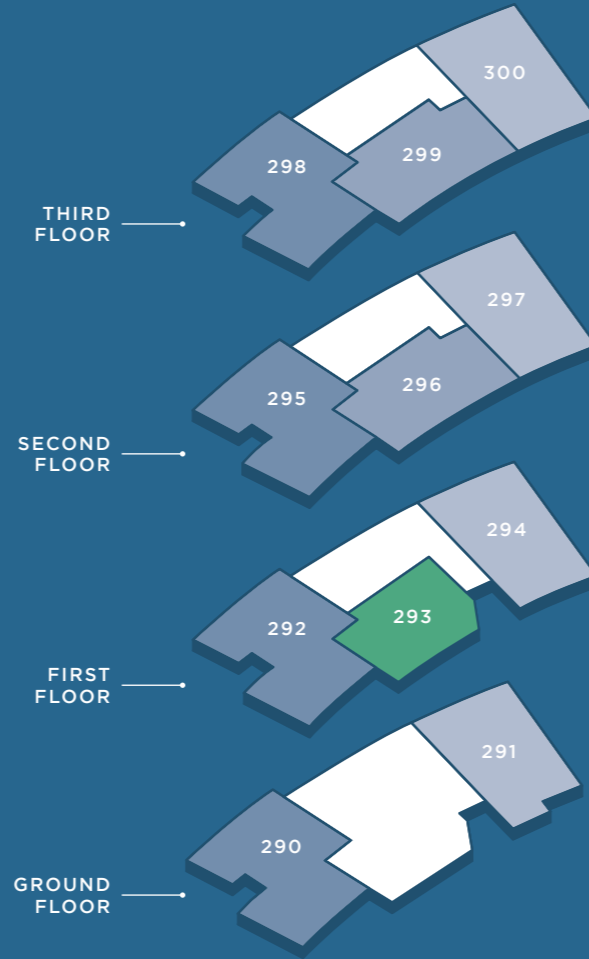 300
299
298
THIRD
FLOOR
297
296
295
SECOND
FLOOR
294
293
292
FIRST
FLOOR
291
290
GROUND
FLOOR